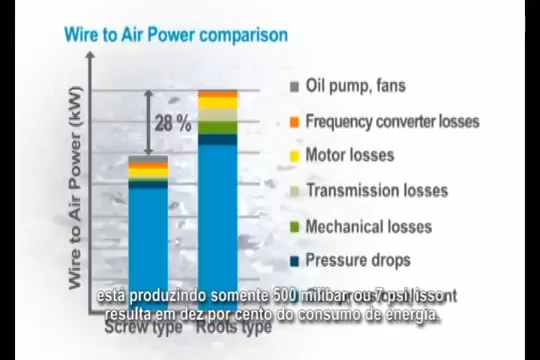 Wire to Air Power comparison
Wire to Air Power (kW)
28 %
Oil pump, fans
Frequency converter losses
Motor losses
Transmission losses
Mechanical losses
Pressure drops
está produzindo somente 500 milibar, ou 7 psi, isso
resulta em dez por cento do consumo de energia.
Screw type Roots type